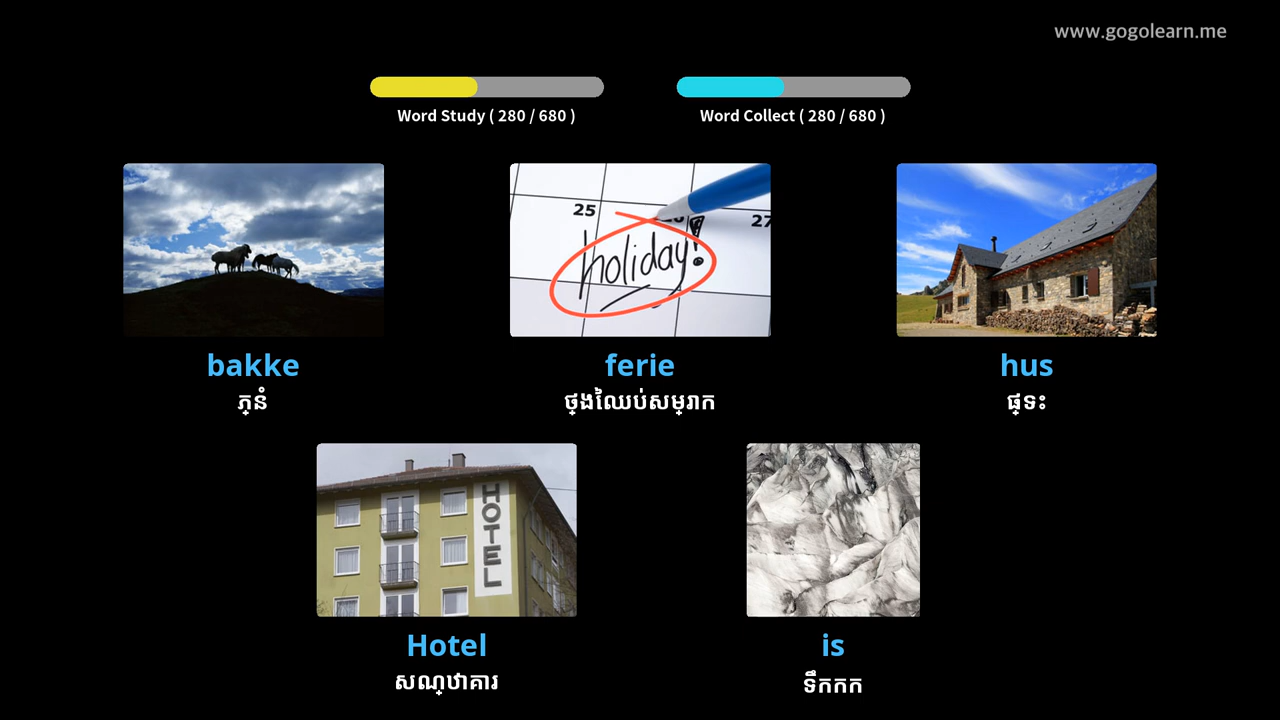 www.gogolearn.me
Word Study ( 280 / 680 )
Word Collect ( 280 / 680 )
25
27
holiday!
bakke
ferie
hus
ភ្នំ
ថ្ងៃឈប់សម្រាក
ផ្ទះ
HOTEL
Hotel
is
សណ្ឋាគារ
ទឹកកក